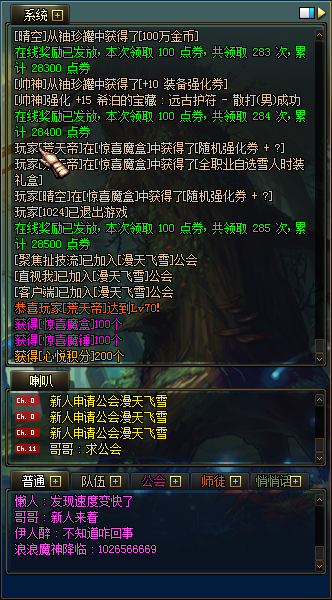 系统
[晴空]从袖珍罐中获得了[100万金币]
在线奖励已发放，本次领取 100 点券，共领取 283 次，累
计 28300 点券
[帅神]从袖珍罐中获得了[+10 装备强化券]
[帅神]强化 +15 希洛的宝藏：远古护符 - 散打(男)成功
在线奖励已发放，本次领取 100 点券，共领取 284 次，累
计 28400 点券
玩家[荒天帝]在[惊喜魔盒]中获得了[随机强化券 + ?]
玩家[荒天帝]在[惊喜魔盒]中获得了[全职业自选雪人时装
礼盒]
玩家[晴空]在[惊喜魔盒]中获得了[随机强化券 + ?]
玩家[1024]已退出游戏
在线奖励已发放，本次领取 100 点券，共领取 285 次，累
计 28500 点券
[聚焦扯技流]已加入[漫天飞雪]公会
[直视我]已加入[漫天飞雪]公会
[客户端]已加入[漫天飞雪]公会
恭喜玩家[荒天帝]达到Lv70!
获得[惊喜魔盒]100个
获得[惊喜魔锤]100个
获得[心悦积分]200个
喇叭
Ch. 0 新人申请公会漫天飞雪
Ch. 0 新人申请公会漫天飞雪
Ch. 0 新人申请公会漫天飞雪
Ch.11 哥哥：求公会
普通 队伍 公会 师徒 悄悄话
懒人：发现速度变快了
哥哥：新人来着
伊人醉：不知道咋回事
浪浪魔神降临：1026566689